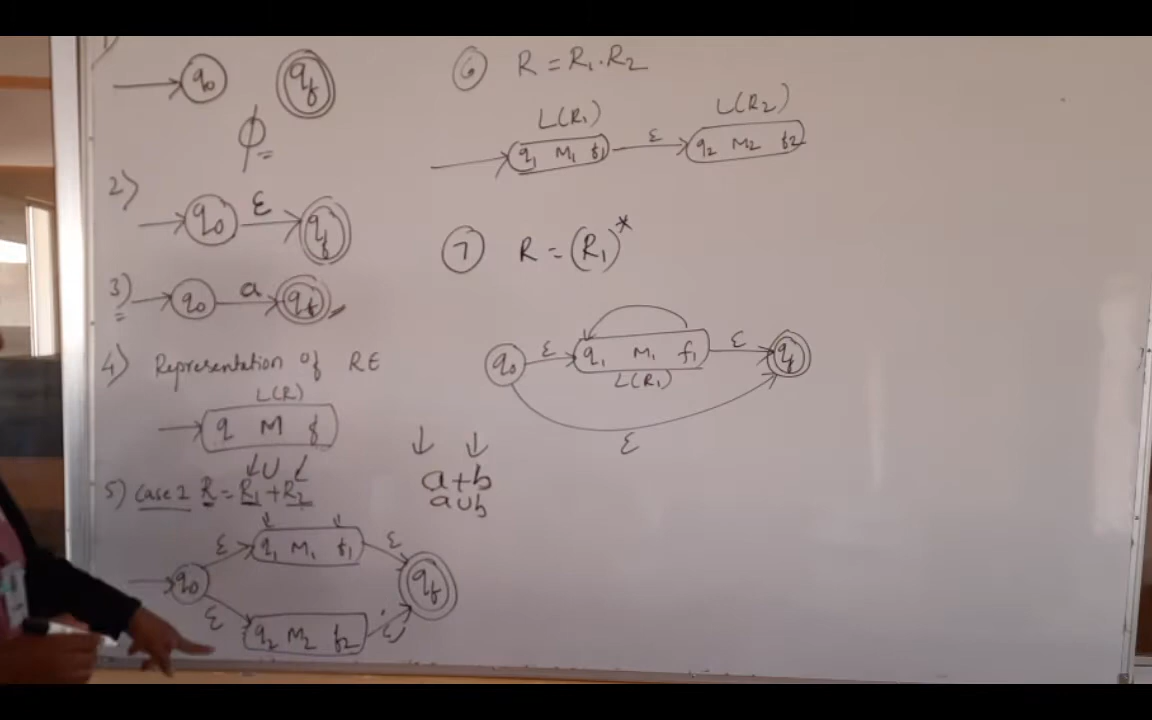 q0 qf
ϕ
2)
q0 ε qf
3) q0 a qf
4) Representation of RE
L(R)
q M f
U
5) Case 2 R = R1 + R2
ε q1 M1 f1 ε
q0 qf
ε q2 M2 f2 ε
a+b
aUb
6 R = R1.R2
L(R1) L(R2)
q1 M1 f1 ε q2 M2 f2
7 R = (R1)*
q0 ε q1 M1 f1 ε qf
L(R1)
ε